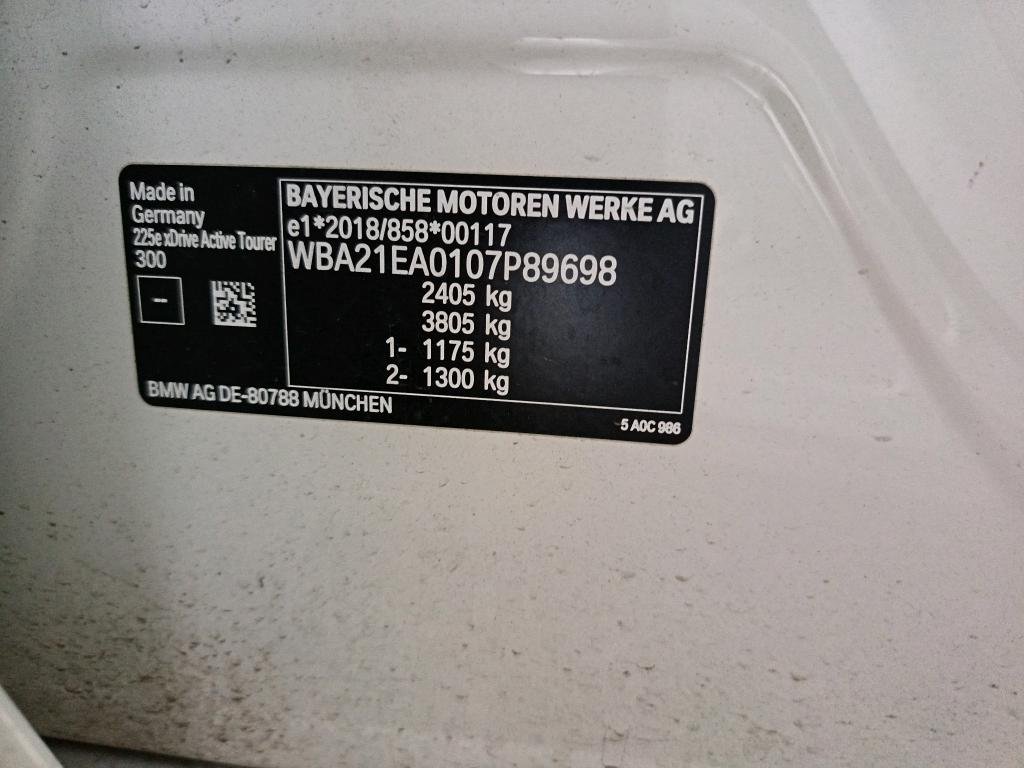 Made in
Germany
225e xDrive Active Tourer
300
--
BMW AG DE-80788 MÜNCHEN
BAYERISCHE MOTOREN WERKE AG
e1*2018/858*00117
WBA21EA0107P89698
2405 kg
3805 kg
1- 1175 kg
2- 1300 kg
5 A0C 986